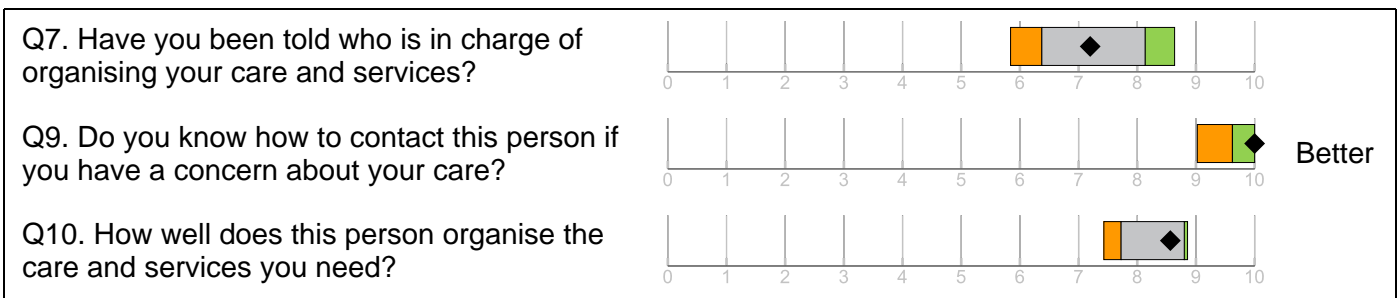 Q7. Have you been told who is in charge of
organising your care and services?
0 1 2 3 4 5 6 7 8 9 10
Q9. Do you know how to contact this person if
you have a concern about your care?
0 1 2 3 4 5 6 7 8 9 10
Better
Q10. How well does this person organise the
care and services you need?
0 1 2 3 4 5 6 7 8 9 10